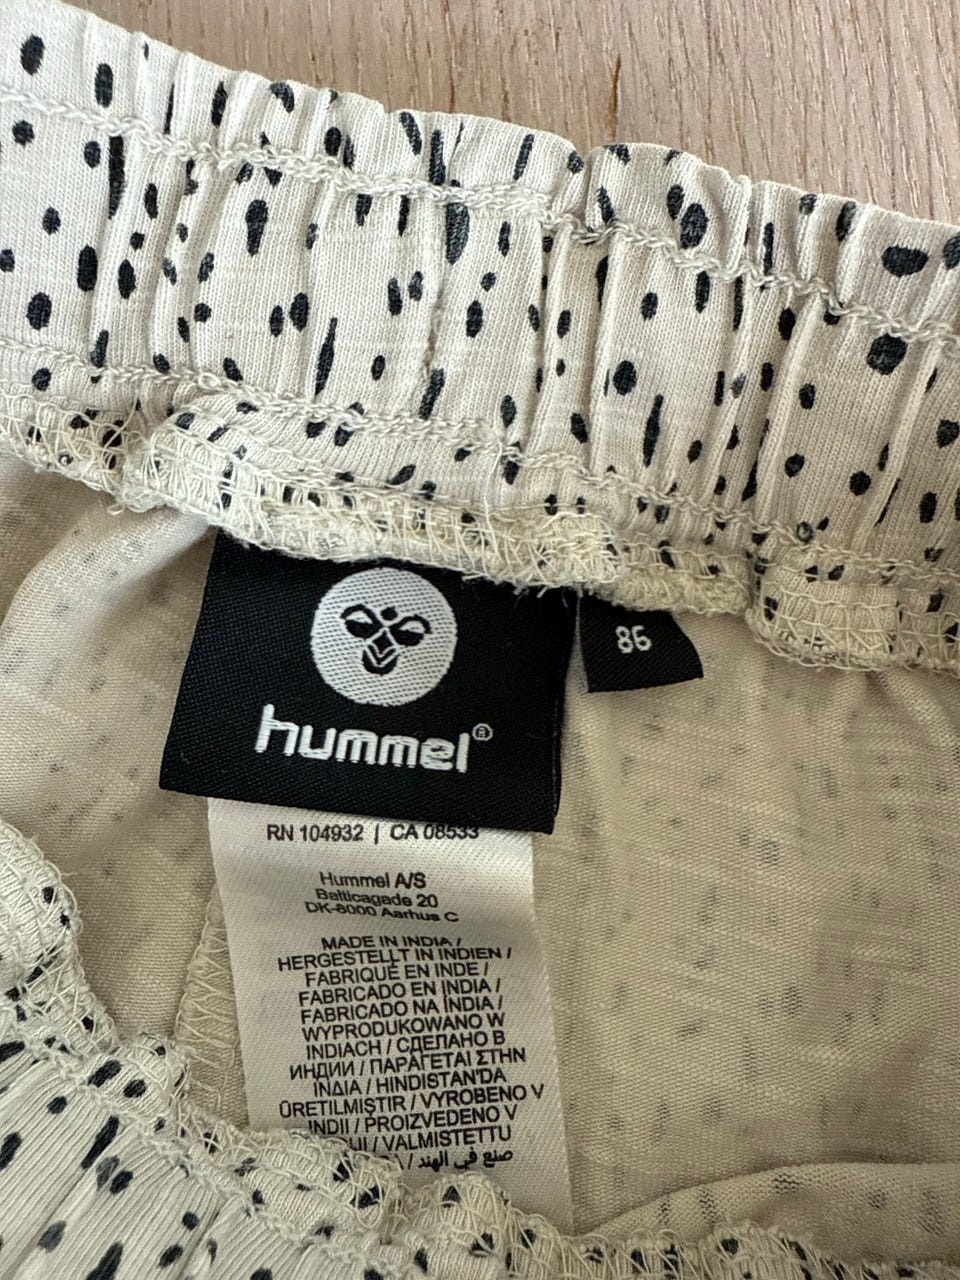 hummel®
86
RN 104932 | CA 08533
Hummel A/S
Balticagade 20
DK-8000 Aarhus C
MADE IN INDIA /
HERGESTELLT IN INDIEN /
FABRIQUÉ EN INDE /
FABRICADO EN INDIA /
FABRICADO NA ÍNDIA /
WYPRODUKOWANO W
INDIACH / СДЕЛАНО В
ИНДИИ / ΠΑΡΑΓΕΤΑΙ ΣΤΗΝ
ΙΝΔΙΑ / HINDISTAN'DA
ÜRETILMIŞTIR / VYROBENO V
INDII / PROIZVEDENO V
/ VALMISTETTU
/ صنع في الهند